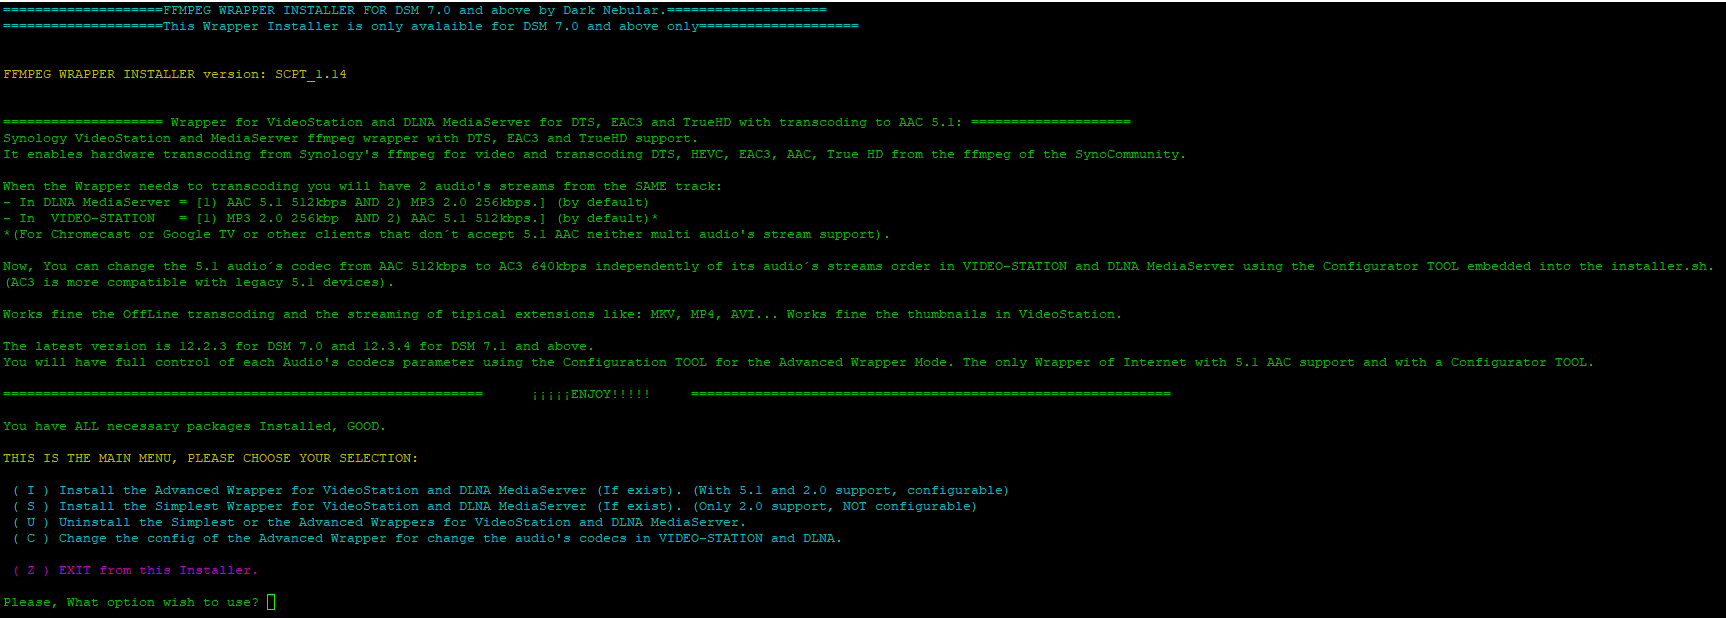 ====================FFMPEG WRAPPER INSTALLER FOR DSM 7.0 and above by Dark Nebular.====================
====================This Wrapper Installer is only avalaible for DSM 7.0 and above only====================
FFMPEG WRAPPER INSTALLER version: SCPT_1.14
==================== Wrapper for VideoStation and DLNA MediaServer for DTS, EAC3 and TrueHD with transcoding to AAC 5.1: ====================
Synology VideoStation and MediaServer ffmpeg wrapper with DTS, EAC3 and TrueHD support.
It enables hardware transcoding from Synology's ffmpeg for video and transcoding DTS, HEVC, EAC3, AAC, True HD from the ffmpeg of the SynoCommunity.
When the Wrapper needs to transcoding you will have 2 audio's streams from the SAME track:
- In DLNA MediaServer = [1) AAC 5.1 512kbps AND 2) MP3 2.0 256kbps.] (by default)
- In  VIDEO-STATION   = [1) MP3 2.0 256kbp  AND 2) AAC 5.1 512kbps.] (by default)*
*(For Chromecast or Google TV or other clients that don´t accept 5.1 AAC neither multi audio's stream support).
Now, You can change the 5.1 audio´s codec from AAC 512kbps to AC3 640kbps independently of its audio´s streams order in VIDEO-STATION and DLNA MediaServer using the Configurator TOOL embedded into the installer.sh.
(AC3 is more compatible with legacy 5.1 devices).
Works fine the OffLine transcoding and the streaming of tipical extensions like: MKV, MP4, AVI... Works fine the thumbnails in VideoStation.
The latest version is 12.2.3 for DSM 7.0 and 12.3.4 for DSM 7.1 and above.
You will have full control of each Audio's codecs parameter using the Configuration TOOL for the Advanced Wrapper Mode. The only Wrapper of Internet with 5.1 AAC support and with a Configurator TOOL.
============================================================      ¡¡¡¡¡ENJOY!!!!!     ============================================================
You have ALL necessary packages Installed, GOOD.
THIS IS THE MAIN MENU, PLEASE CHOOSE YOUR SELECTION:
( I ) Install the Advanced Wrapper for VideoStation and DLNA MediaServer (If exist). (With 5.1 and 2.0 support, configurable)
( S ) Install the Simplest Wrapper for VideoStation and DLNA MediaServer (If exist). (Only 2.0 support, NOT configurable)
( U ) Uninstall the Simplest or the Advanced Wrappers for VideoStation and DLNA MediaServer.
( C ) Change the config of the Advanced Wrapper for change the audio's codecs in VIDEO-STATION and DLNA.
( Z ) EXIT from this Installer.
Please, What option wish to use?